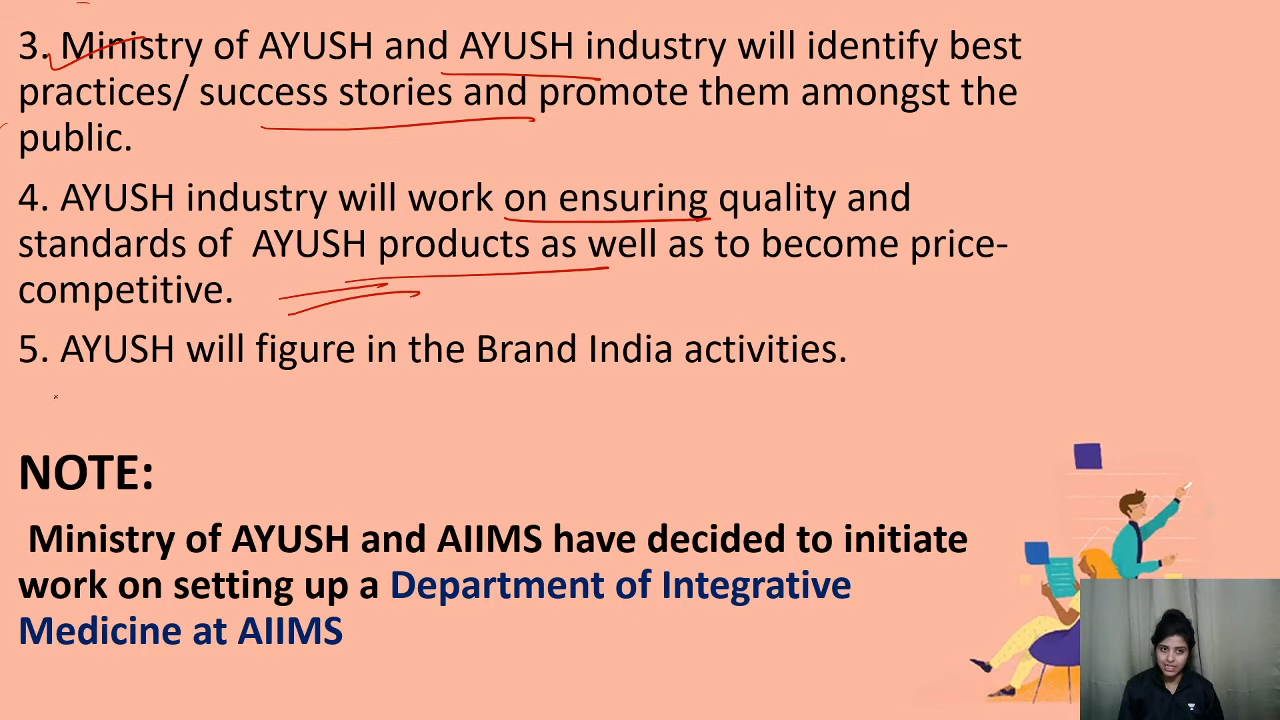 3. Ministry of AYUSH and AYUSH industry will identify best
practices/ success stories and promote them amongst the
public.
4. AYUSH industry will work on ensuring quality and
standards of  AYUSH products as well as to become price-
competitive.
5. AYUSH will figure in the Brand India activities.
NOTE:
Ministry of AYUSH and AIIMS have decided to initiate
work on setting up a Department of Integrative
Medicine at AIIMS